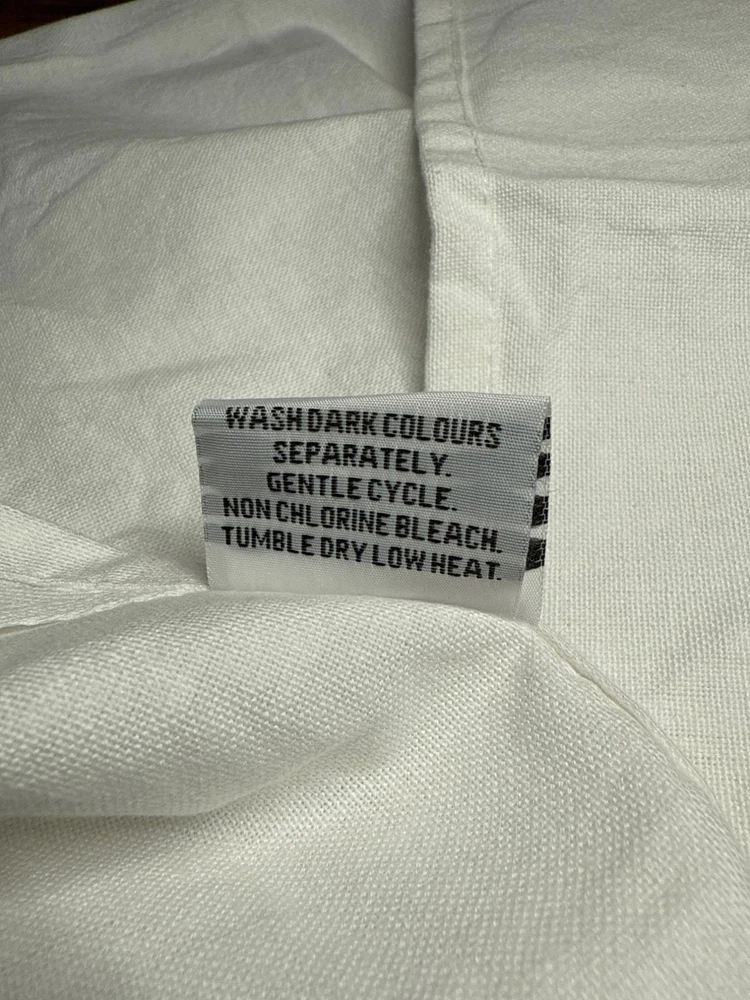 WASH DARK COLOURS
SEPARATELY.
GENTLE CYCLE.
NON CHLORINE BLEACH.
TUMBLE DRY LOW HEAT.